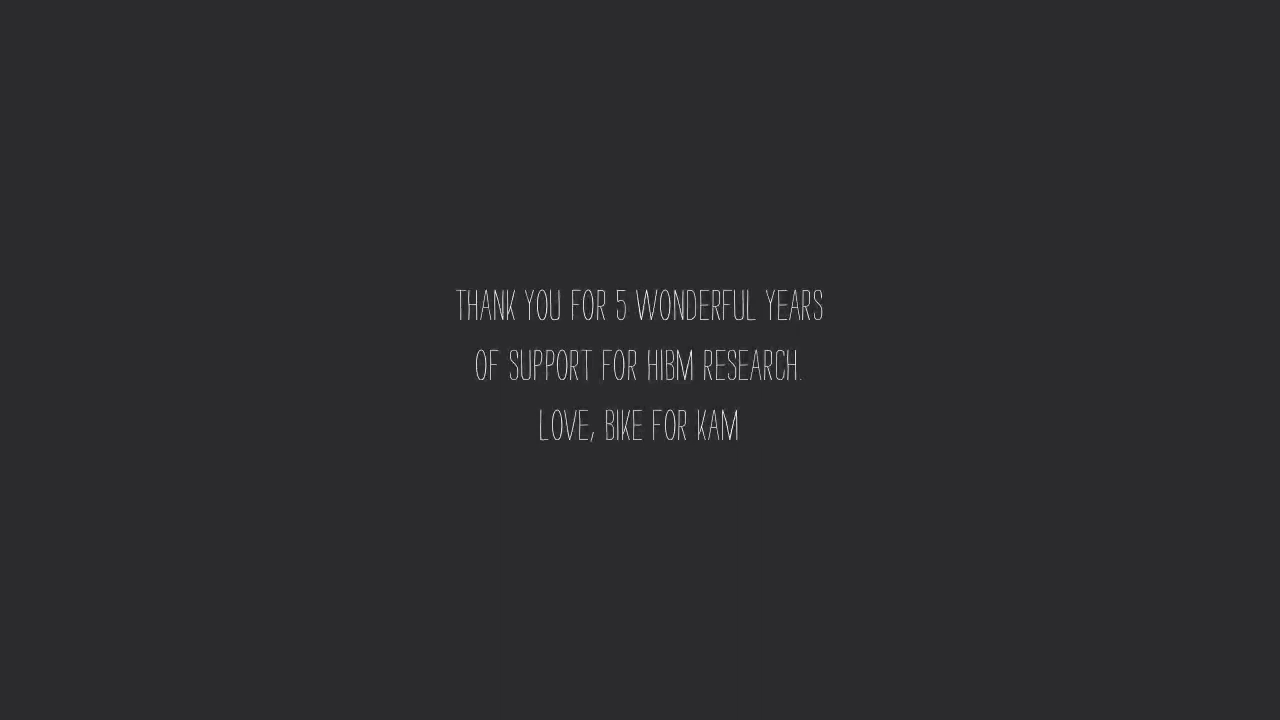 THANK YOU FOR 5 WONDERFUL YEARS
OF SUPPORT FOR HIBM RESEARCH.
LOVE, BIKE FOR KAM